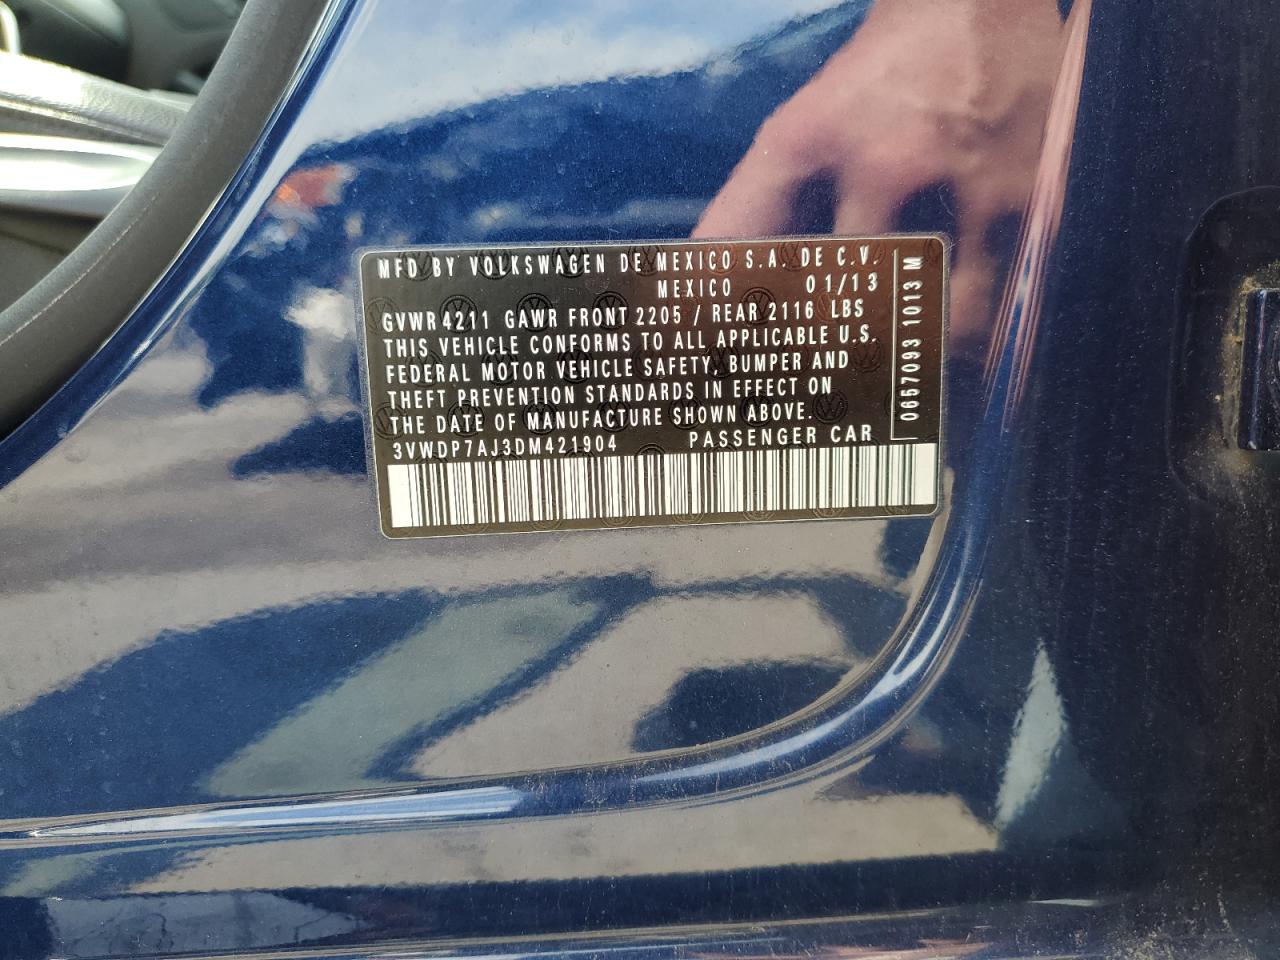 MFD BY VOLKSWAGEN DE MEXICO S.A. DE C.V.
MEXICO 01/13
GVWR 4211 GAWR FRONT 2205 / REAR 2116 LBS
THIS VEHICLE CONFORMS TO ALL APPLICABLE U.S.
FEDERAL MOTOR VEHICLE SAFETY, BUMPER AND
THEFT PREVENTION STANDARDS IN EFFECT ON
THE DATE OF MANUFACTURE SHOWN ABOVE.
3VWDP7AJ3DM421904 PASSENGER CAR
0657093 1013 M